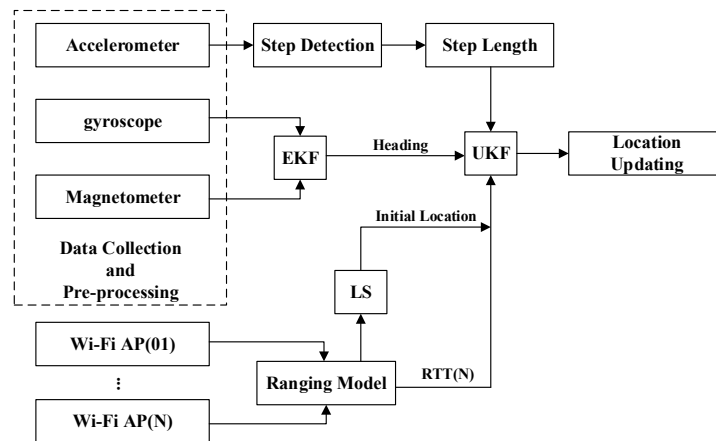 Accelerometer
Step Detection
Step Length
gyroscope
EKF
Heading
UKF
Location
Updating
Magnetometer
Initial Location
Data Collection
and
Pre-processing
LS
Wi-Fi AP(01)
...
Ranging Model
RTT(N)
Wi-Fi AP(N)